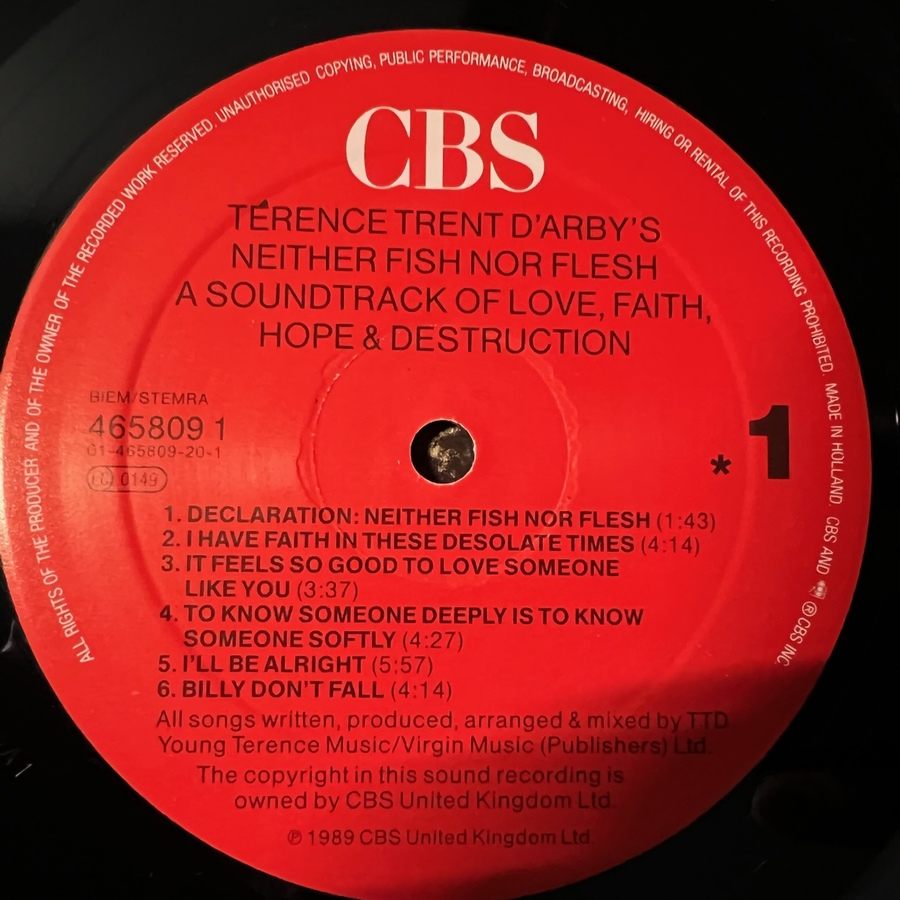 ALL RIGHTS OF THE PRODUCER AND OF THE OWNER OF THE RECORDED WORK RESERVED. UNAUTHORISED COPYING, PUBLIC PERFORMANCE, BROADCASTING, HIRING OR RENTAL OF THIS RECORDING PROHIBITED. MADE IN HOLLAND. CBS AND ℗ CBS INC.
CBS
TERENCE TRENT D'ARBY'S
NEITHER FISH NOR FLESH
A SOUNDTRACK OF LOVE, FAITH,
HOPE & DESTRUCTION
BIEM/STEMRA
465809 1
01-465809-20-1
0149
* 1
1. DECLARATION: NEITHER FISH NOR FLESH (1:43)
2. I HAVE FAITH IN THESE DESOLATE TIMES (4:14)
3. IT FEELS SO GOOD TO LOVE SOMEONE
LIKE YOU (3:37)
4. TO KNOW SOMEONE DEEPLY IS TO KNOW
SOMEONE SOFTLY (4:27)
5. I'LL BE ALRIGHT (5:57)
6. BILLY DON'T FALL (4:14)
All songs written, produced, arranged & mixed by TTD
Young Terence Music/Virgin Music (Publishers) Ltd.
The copyright in this sound recording is
owned by CBS United Kingdom Ltd.
℗ 1989 CBS United Kingdom Ltd.